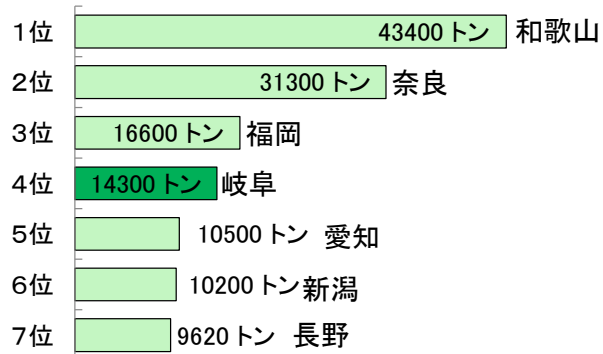 1位 43400トン 和歌山
2位 31300トン 奈良
3位 16600トン 福岡
4位 14300トン 岐阜
5位 10500トン 愛知
6位 10200トン 新潟
7位 9620トン 長野